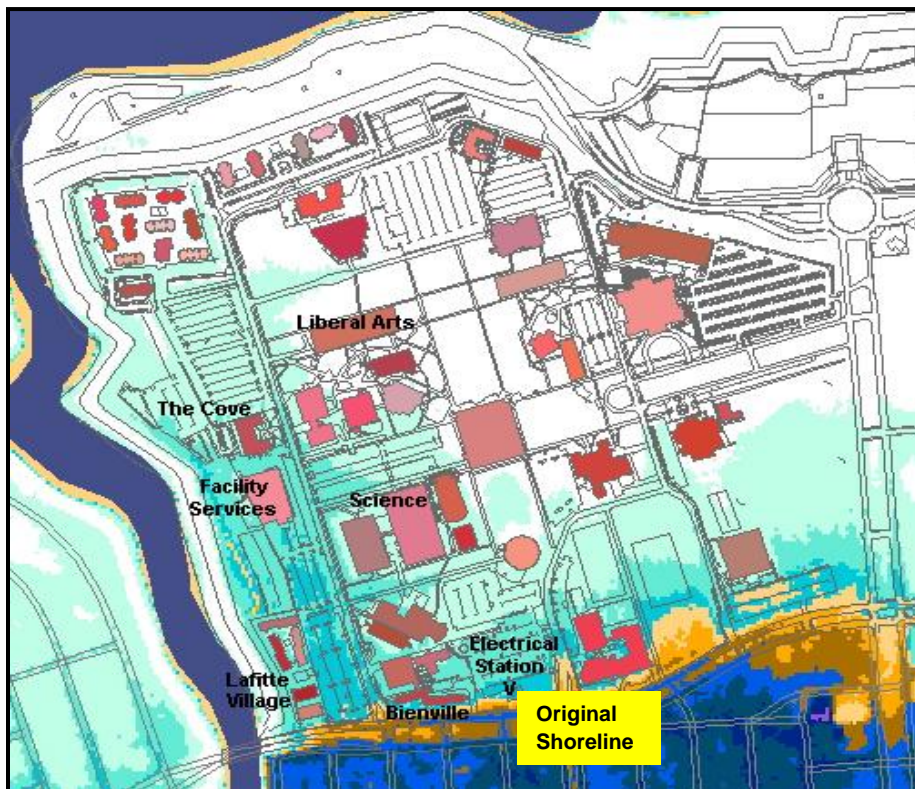 Liberal Arts
The Cove
Facility
Services
Science
Electrical
Station
V
Lafitte
Village
Bienville
Original
Shoreline